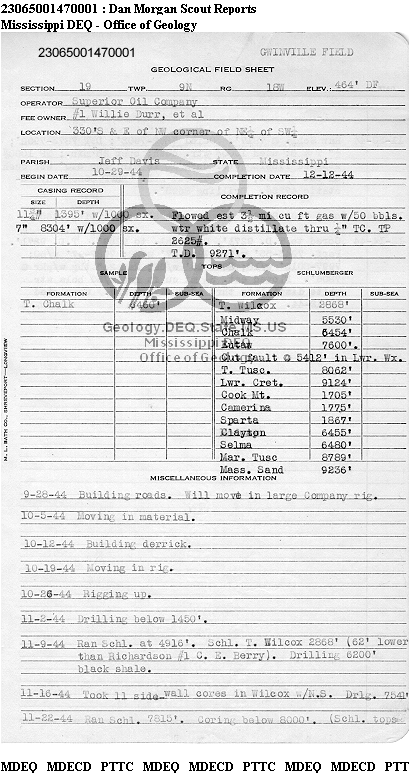 23065001470001 : Dan Morgan Scout Reports
Mississippi DEQ - Office of Geology
23065001470001 GWINVILLE FIELD
GEOLOGICAL FIELD SHEET
SECTION 19 TWP. 9N RG. 18W ELEV.: 464' DF
OPERATOR Superior Oil Company
FEE OWNER #1 Willie Durr, et al
LOCATION 330'S & E of NW corner of NE¼ of SW¼
PARISH Jeff Davis STATE Mississippi
BEGIN DATE 10-29-44 COMPLETION DATE 12-12-44
CASING RECORD COMPLETION RECORD
SIZE DEPTH
1395' w/1000 sx. Flowed est 3½ mi cu ft gas w/50 bbls.
7" 8304' w/1000 sx. wtr white distillate thru TC. TP
2625#.
T.D. 9271'.
TOPS
SAMPLE SCHLUMBERGER
FORMATION DEPTH SUB-SEA FORMATION DEPTH SUB-SEA
T. Chalk 6460' T. Wilcox 2868'
Midway 5530'
Geology.DEQ.State.MS.US
Chalk 6454'
Mississippi DEQ
Eutaw 7600'.
Office of Geology
Cut fault @ 5412' in Lwr. Wx.
T. Tusc. 8062'
Lwr. Cret. 9124'
Cook Mt. 1705'
Camerina 1775'
Sparta 1867'
Clayton 6455'
Selma 6480'
Mar. Tusc 8789'
Mass. Sand 9236'
M. L. BATH CO., SHREVEPORT—LONGVIEW
MISCELLANEOUS INFORMATION
9-28-44 Building roads. Will move in large Company rig.
10-5-44 Moving in material.
10-12-44 Building derrick.
10-19-44 Moving in rig.
10-26-44 Rigging up.
11-2-44 Drilling below 1450'.
11-9-44 Ran Schl. at 4916'. Schl. T. Wilcox 2868' (62' lower
than Richardson #1 C. E. Berry). Drilling 6200'
black shale.
11-16-44 Took 11 side wall cores in Wilcox w/N.S. Drlg. 7541'
11-22-44 Ran Schl. 7815'. Coring below 8000'. (Schl. tops
MDEQ MDECD PTTC MDEQ MDECD PTTC MDEQ MDECD PTT